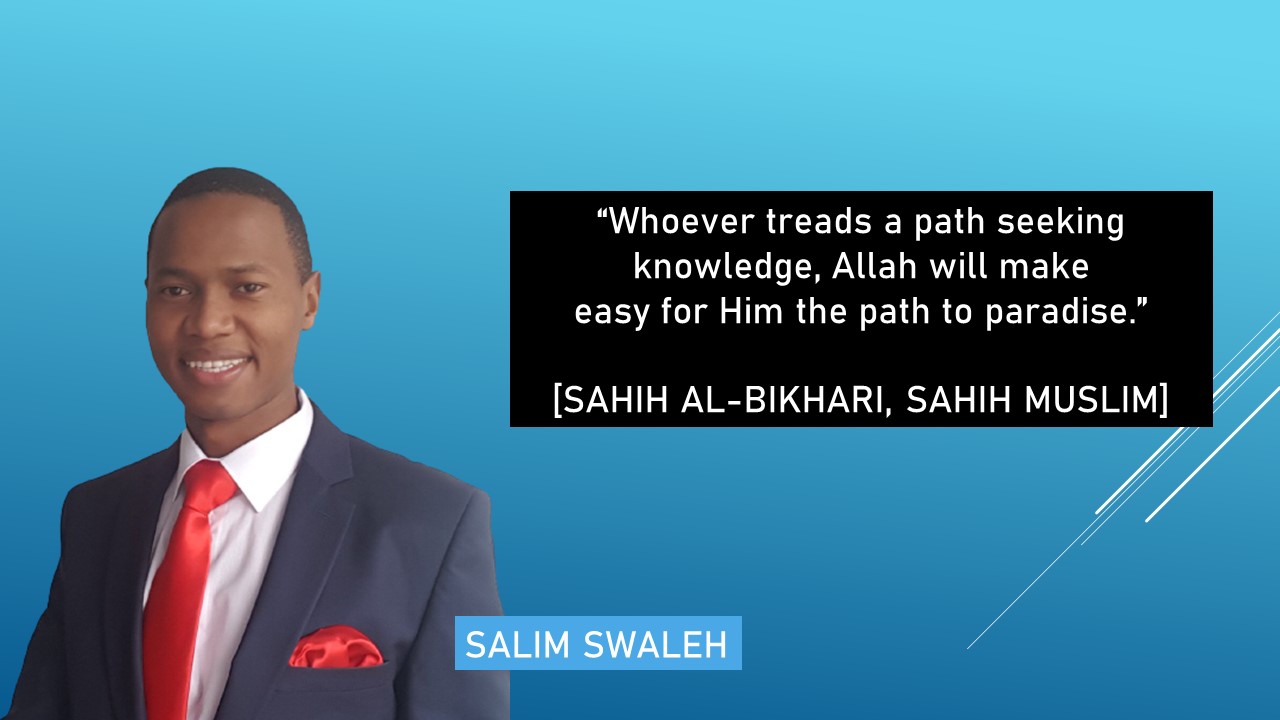 “Whoever treads a path seeking
knowledge, Allah will make
easy for Him the path to paradise.”
[SAHIH AL-BIKHARI, SAHIH MUSLIM]
SALIM SWALEH